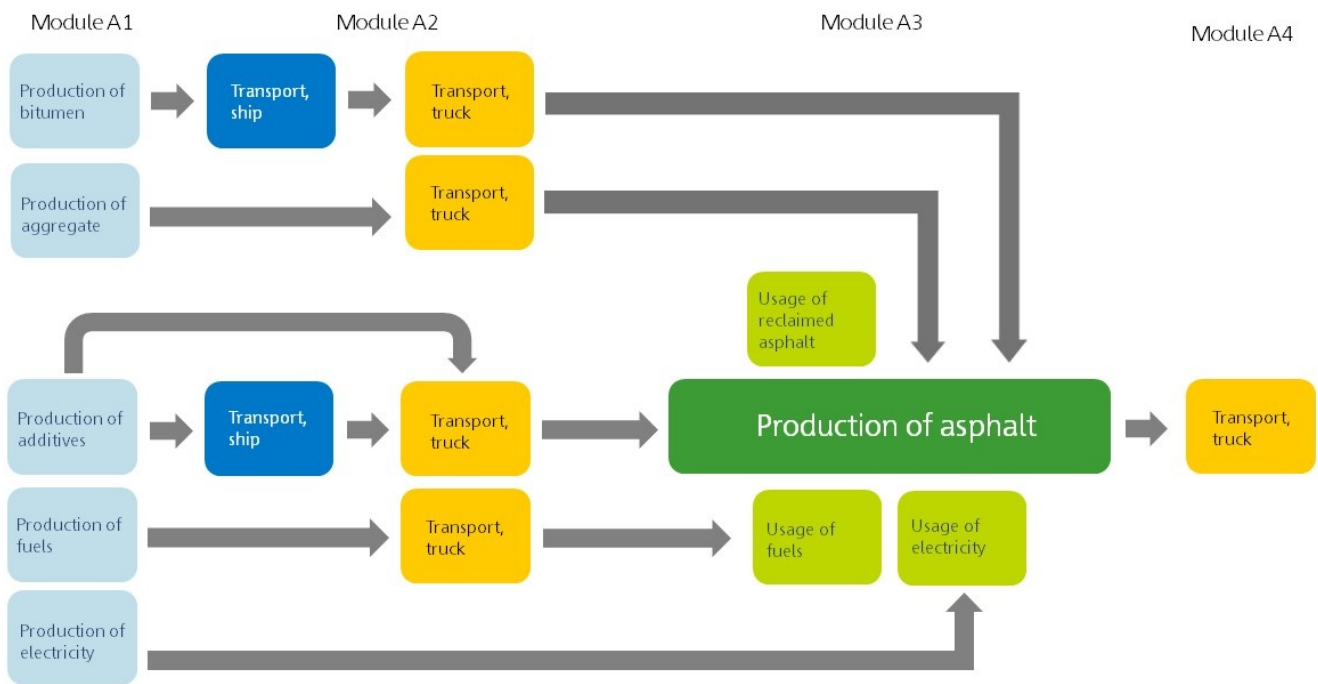 Module A1
Module A2
Module A3
Module A4
Production of
bitumen
Transport,
ship
Transport,
truck
Production of
aggregate
Transport,
truck
Usage of
reclaimed
asphalt
Production of
additives
Transport,
ship
Transport,
truck
Production of asphalt
Transport,
truck
Production of
fuels
Transport,
truck
Usage of
fuels
Usage of
electricity
Production of
electricity